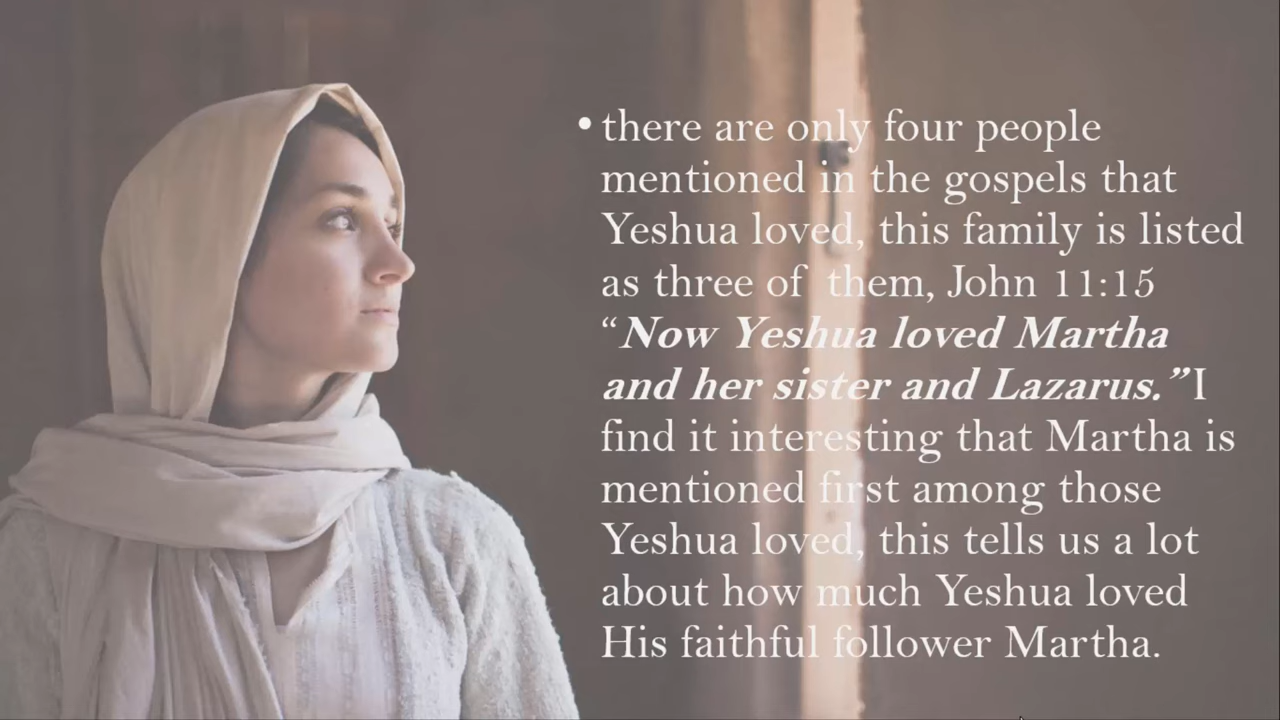 • there are only four people
mentioned in the gospels that
Yeshua loved, this family is listed
as three of  them, John 11:15
“Now Yeshua loved Martha
and her sister and Lazarus.” I
find it interesting that Martha is
mentioned first among those
Yeshua loved, this tells us a lot
about how much Yeshua loved
His faithful follower Martha.